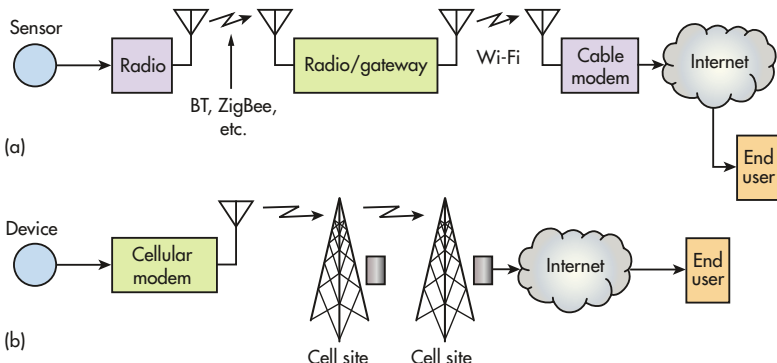 Sensor
Radio
BT, ZigBee,
etc.
Radio/gateway
Wi-Fi
Cable
modem
Internet
End
user
(a)
Device
Cellular
modem
Cell site
Cell site
Internet
End
user
(b)